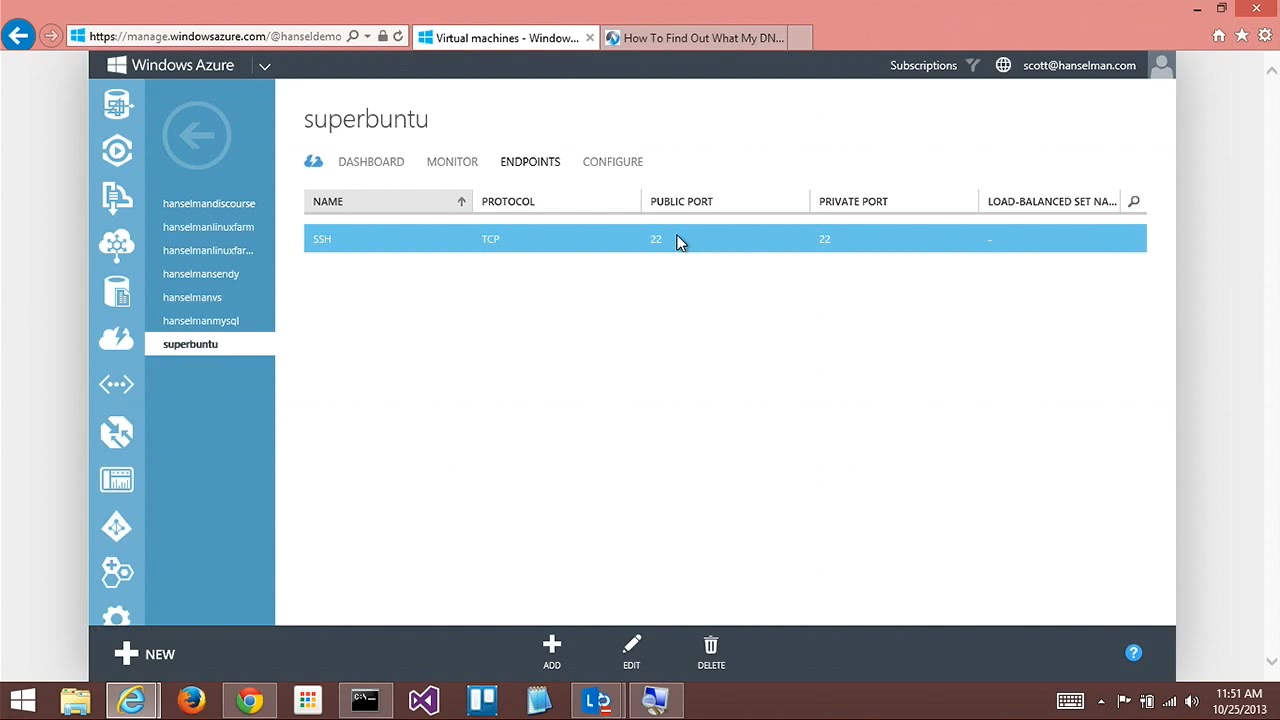 https://manage.windowsazure.com/@hanseldemo
Virtual machines - Window...
How To Find Out What My DN...
Windows Azure
Subscriptions
scott@hanselman.com
superbuntu
DASHBOARD MONITOR ENDPOINTS CONFIGURE
NAME PROTOCOL PUBLIC PORT PRIVATE PORT LOAD-BALANCED SET NA...
SSH TCP 22 22 -
hanselmandiscourse
hanselmanlinuxfarm
hanselmanlinuxfar...
hanselmansendy
hanselmanvs
hanselmanmysql
superbuntu
NEW
ADD
EDIT
DELETE
?
11:51 AM
10/25/2013